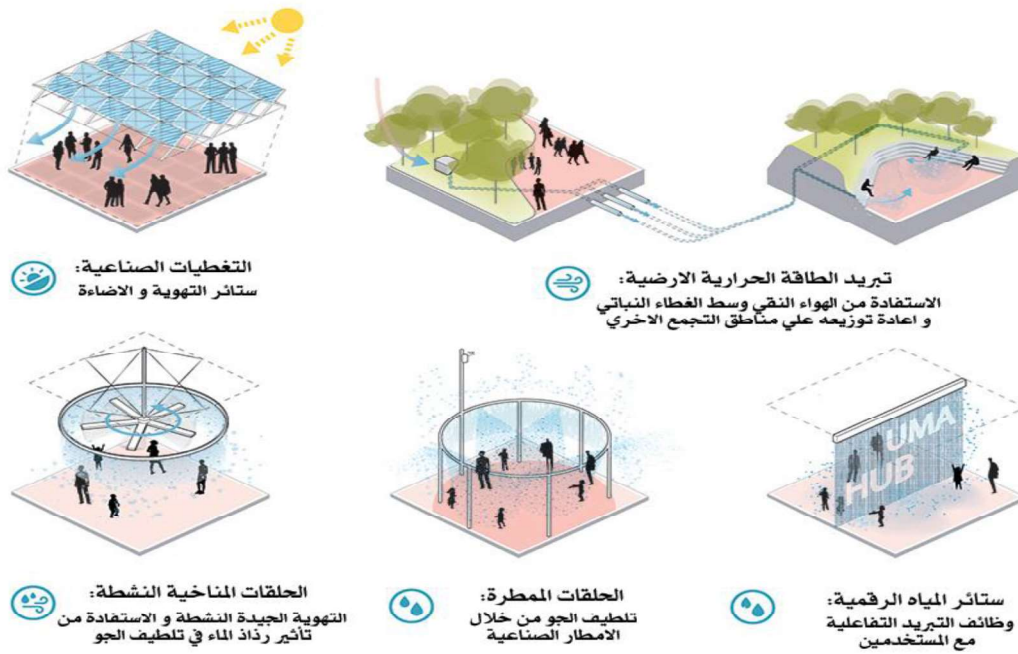 التغطيات الصناعية:
ستائر التهوية و الاضاءة
تبريد الطاقة الحرارية الارضية:
الاستفادة من الهواء النقي وسط الغطاء النباتي
و اعادة توزيعه علي مناطق التجمع الاخري
UMA
HUB
الحلقات المناخية النشطة:
التهوية الجيدة النشطة و الاستفادة من
تأثير رذاذ الماء في تلطيف الجو
الحلقات الممطرة:
تلطيف الجو من خلال
الامطار الصناعية
ستائر المياه الرقمية:
وظائف التبريد التفاعلية
مع المستخدمين